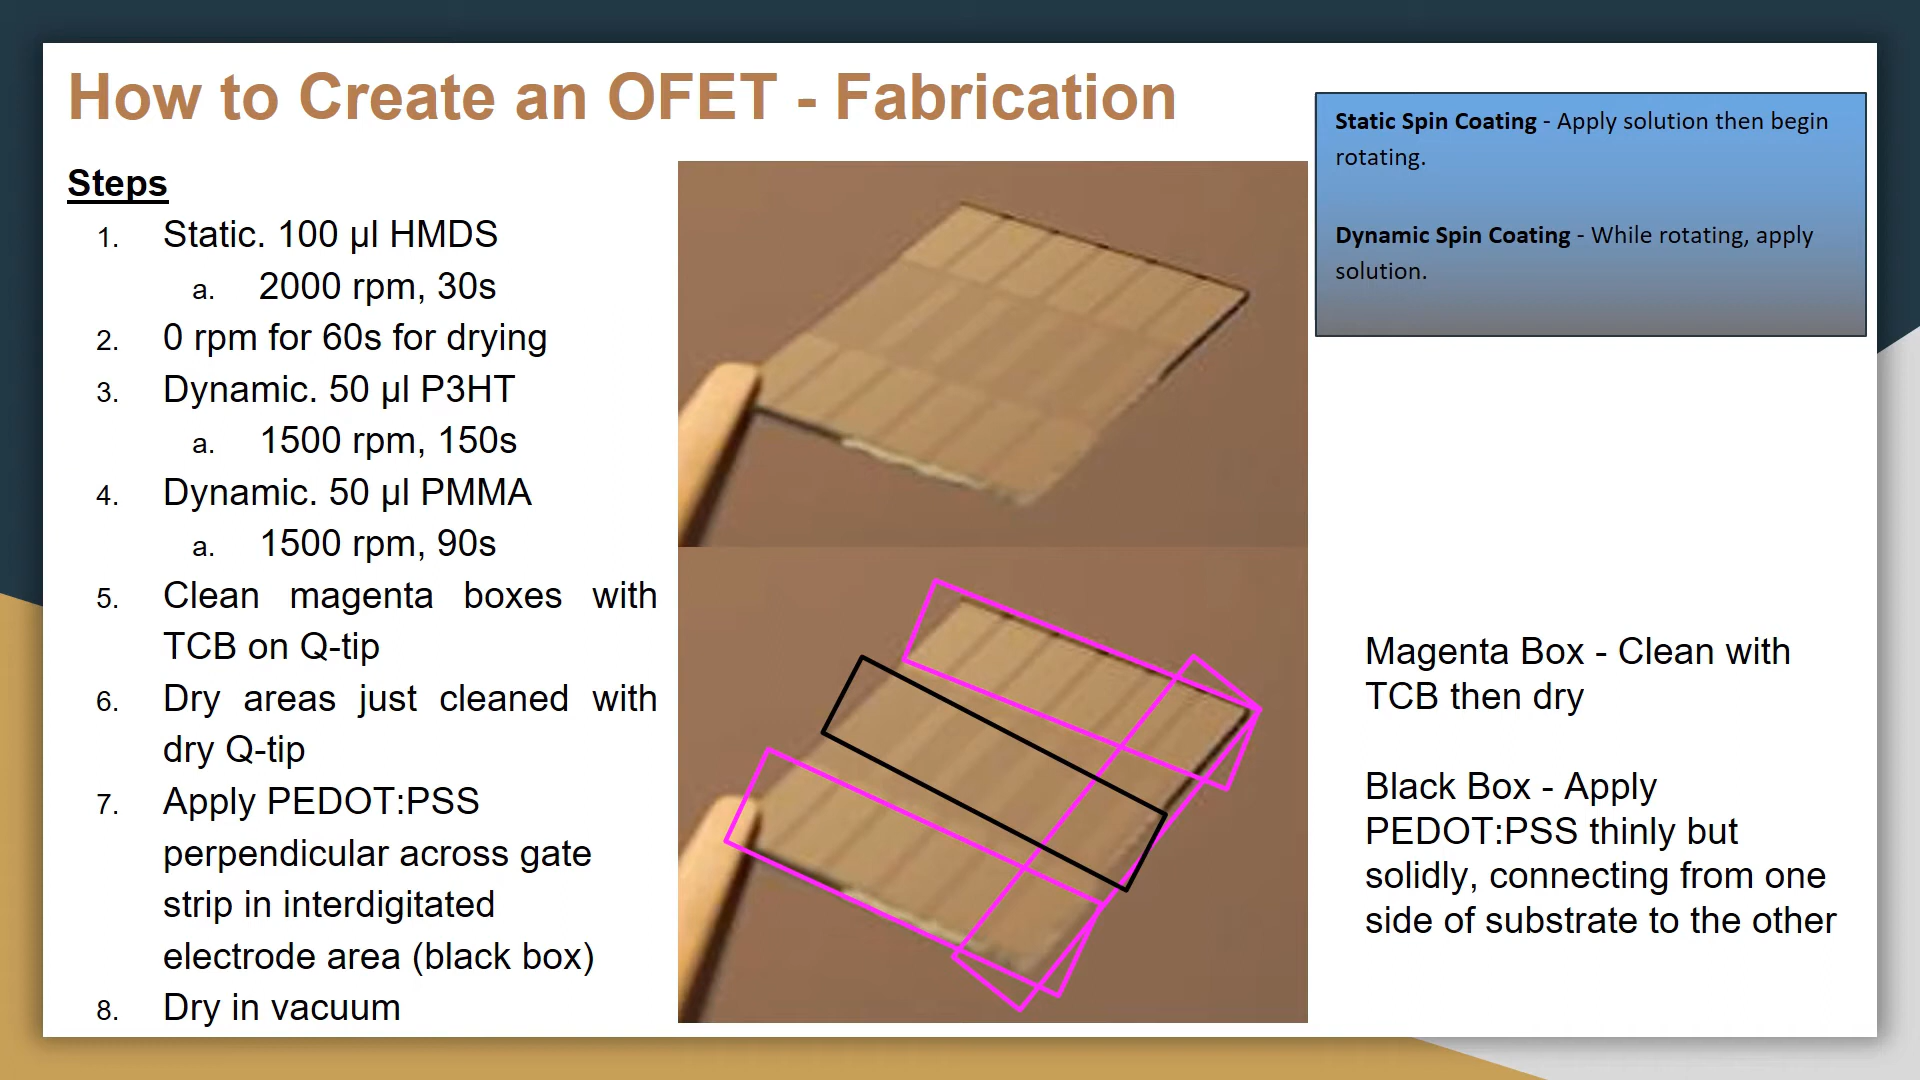 How to Create an OFET - Fabrication
Steps
1. Static. 100 µl HMDS
a. 2000 rpm, 30s
2. 0 rpm for 60s for drying
3. Dynamic. 50 µl P3HT
a. 1500 rpm, 150s
4. Dynamic. 50 µl PMMA
a. 1500 rpm, 90s
5. Clean magenta boxes with
TCB on Q-tip
6. Dry areas just cleaned with
dry Q-tip
7. Apply PEDOT:PSS
perpendicular across gate
strip in interdigitated
electrode area (black box)
8. Dry in vacuum
Static Spin Coating - Apply solution then begin
rotating.
Dynamic Spin Coating - While rotating, apply
solution.
Magenta Box - Clean with
TCB then dry
Black Box - Apply
PEDOT:PSS thinly but
solidly, connecting from one
side of substrate to the other